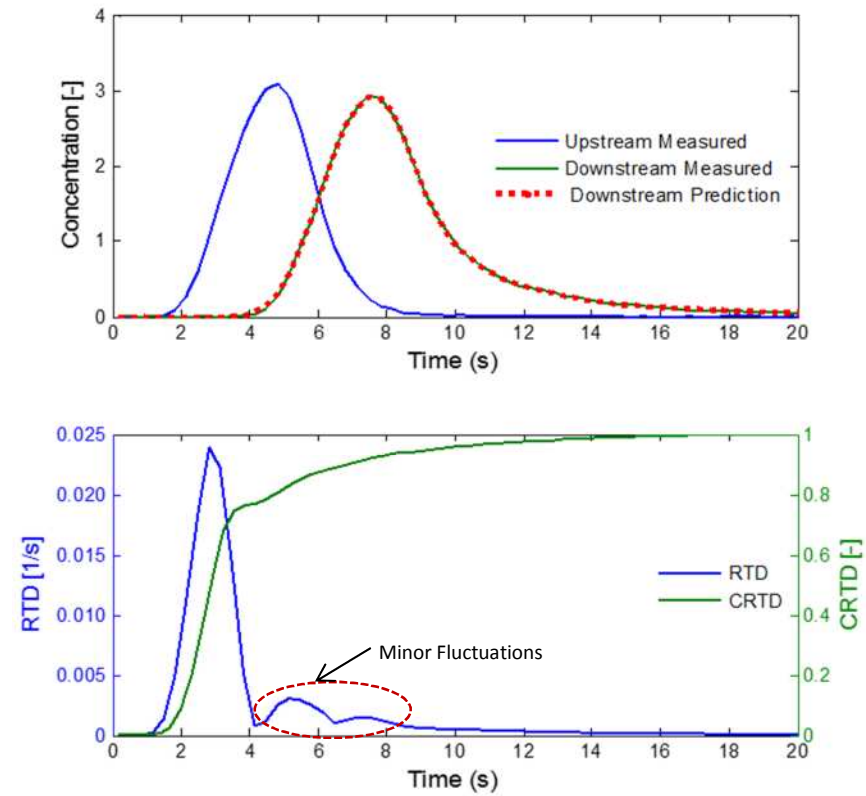 4
3
2
1
0
Concentration [-]
Upstream Measured
Downstream Measured
Downstream Prediction
0 2 4 6 8 10 12 14 16 18 20
Time (s)
0.025
0.020
0.015
0.010
0.005
0
RTD [1/s]
1
0.8
0.6
0.4
0.2
0
CRTD [-]
RTD
CRTD
Minor Fluctuations
0 2 4 6 8 10 12 14 16 18 20
Time (s)